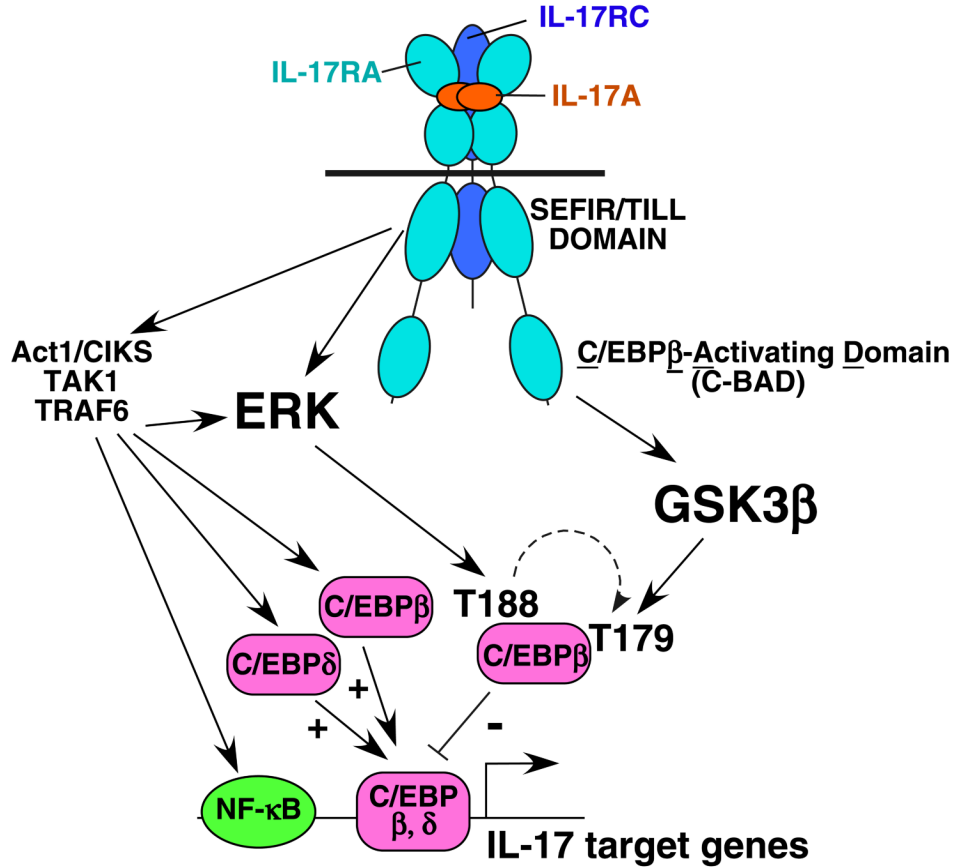 IL-17RC
IL-17RA
IL-17A
SEFIR/TILL
DOMAIN
Act1/CIKS
TAK1
TRAF6
C/EBPβ-Activating Domain
(C-BAD)
ERK
GSK3β
C/EBPβ
T188
T179
C/EBPδ
C/EBPβ
+
+
-
NF-κB
C/EBP
β, δ
IL-17 target genes